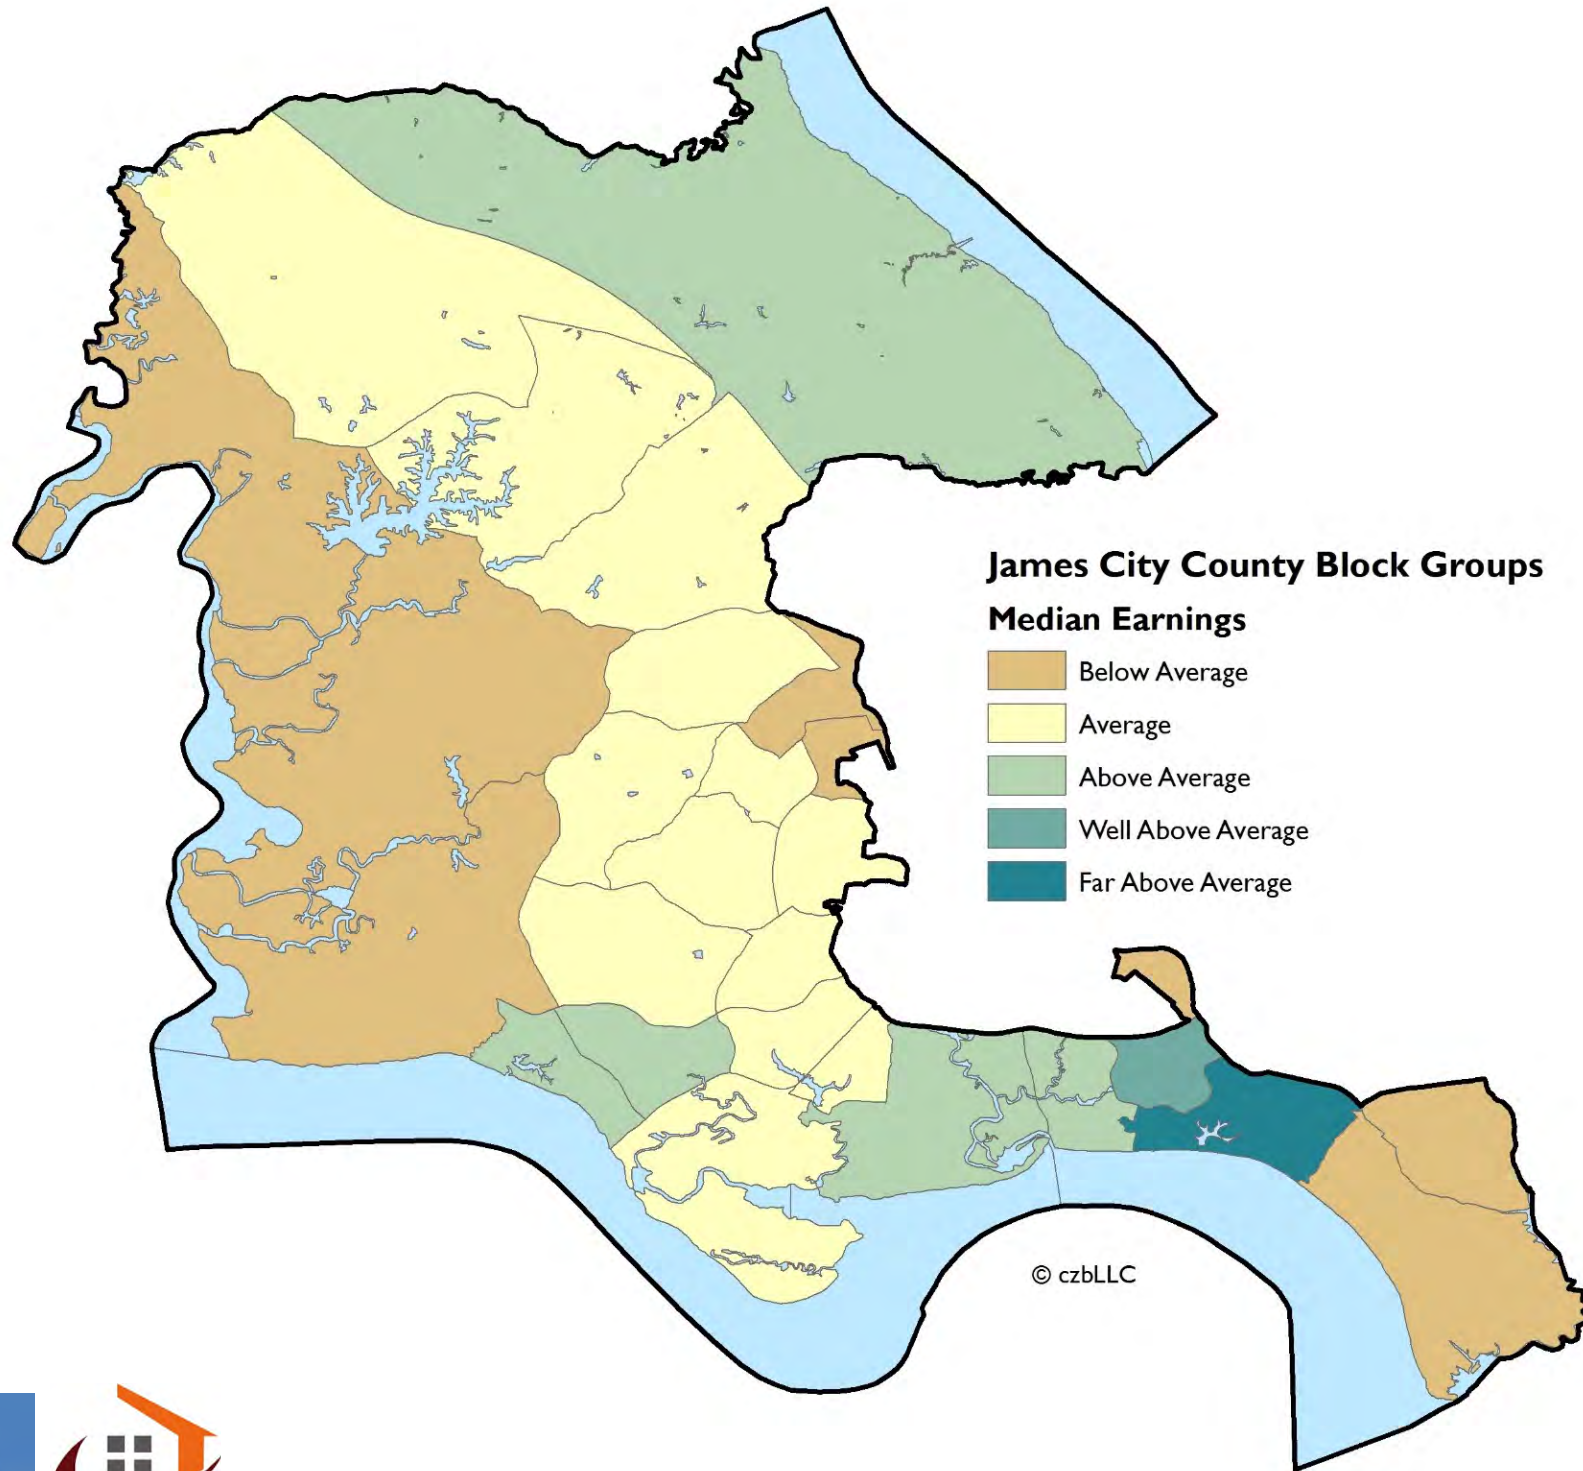 James City County Block Groups
Median Earnings
Below Average
Average
Above Average
Well Above Average
Far Above Average
© czbLLC